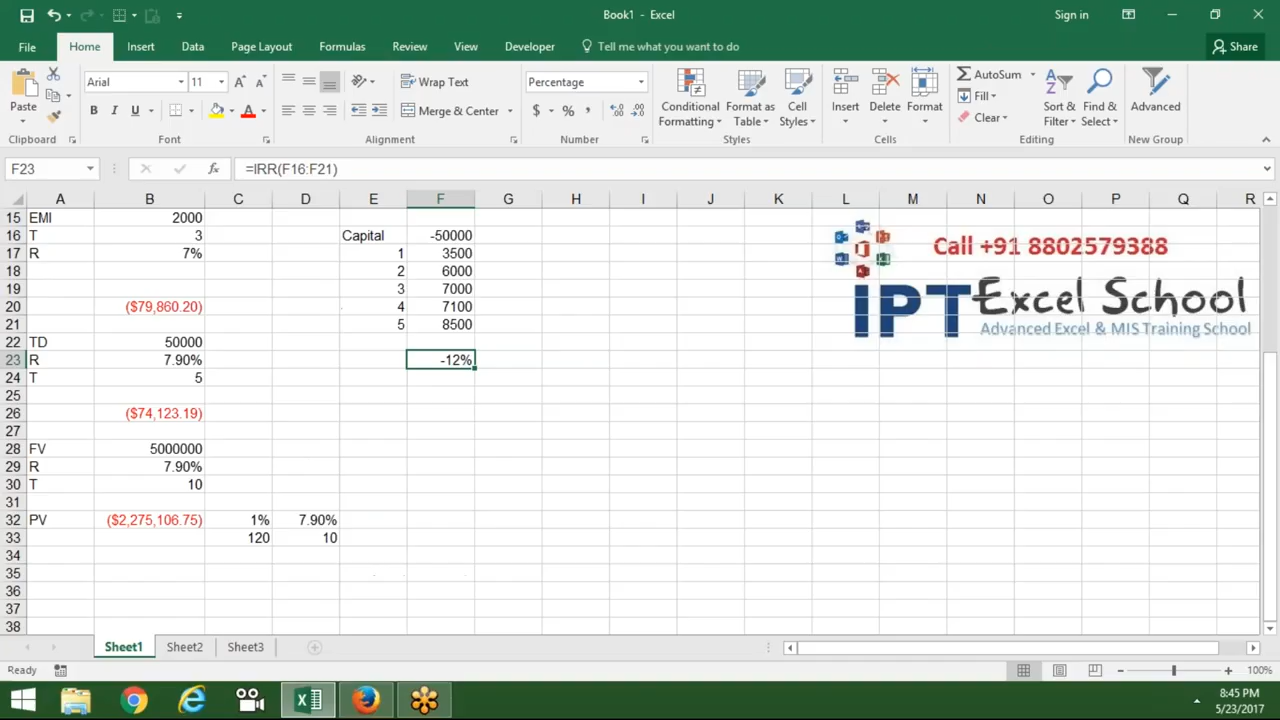 Book1 - Excel
Sign in
File Home Insert Data Page Layout Formulas Review View Developer Tell me what you want to do Share
Paste
Arial 11
Wrap Text
Percentage
Conditional Formatting
Format as Table
Cell Styles
Insert
Delete
Format
AutoSum
Fill
Clear
Sort & Filter
Find & Select
Advanced
B I U
Merge & Center
$ % ,
Clipboard Font Alignment Number Styles Cells Editing New Group
F23 fx =IRR(F16:F21)
A B C D E F G H I J K L M N O P Q R
15 EMI 2000
16 T 3 Capital -50000
17 R 7% 1 3500
18 2 6000
19 3 7000
20 ($79,860.20) 4 7100
21 5 8500
22 TD 50000
23 R 7.90% -12%
24 T 5
25
26 ($74,123.19)
27
28 FV 5000000
29 R 7.90%
30 T 10
31
32 PV ($2,275,106.75) 1% 7.90%
33 120 10
34
35
36
37
38
Call +91 8802579388
IPT Excel School
Advanced Excel & MIS Training School
Sheet1 Sheet2 Sheet3
Ready
100%
8:45 PM
5/23/2017